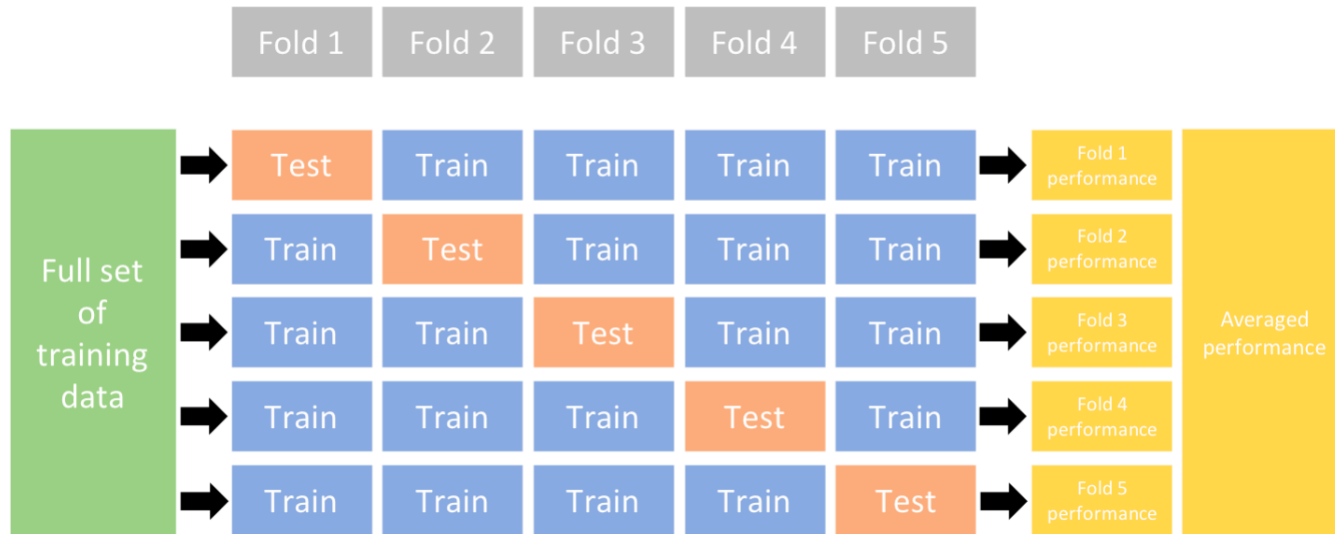 Fold 1 Fold 2 Fold 3 Fold 4 Fold 5
Full set
of
training
data
Test Train Train Train Train
Fold 1
performance
Train Test Train Train Train
Fold 2
performance
Train Train Test Train Train
Fold 3
performance
Train Train Train Test Train
Fold 4
performance
Train Train Train Train Test
Fold 5
performance
Averaged
performance